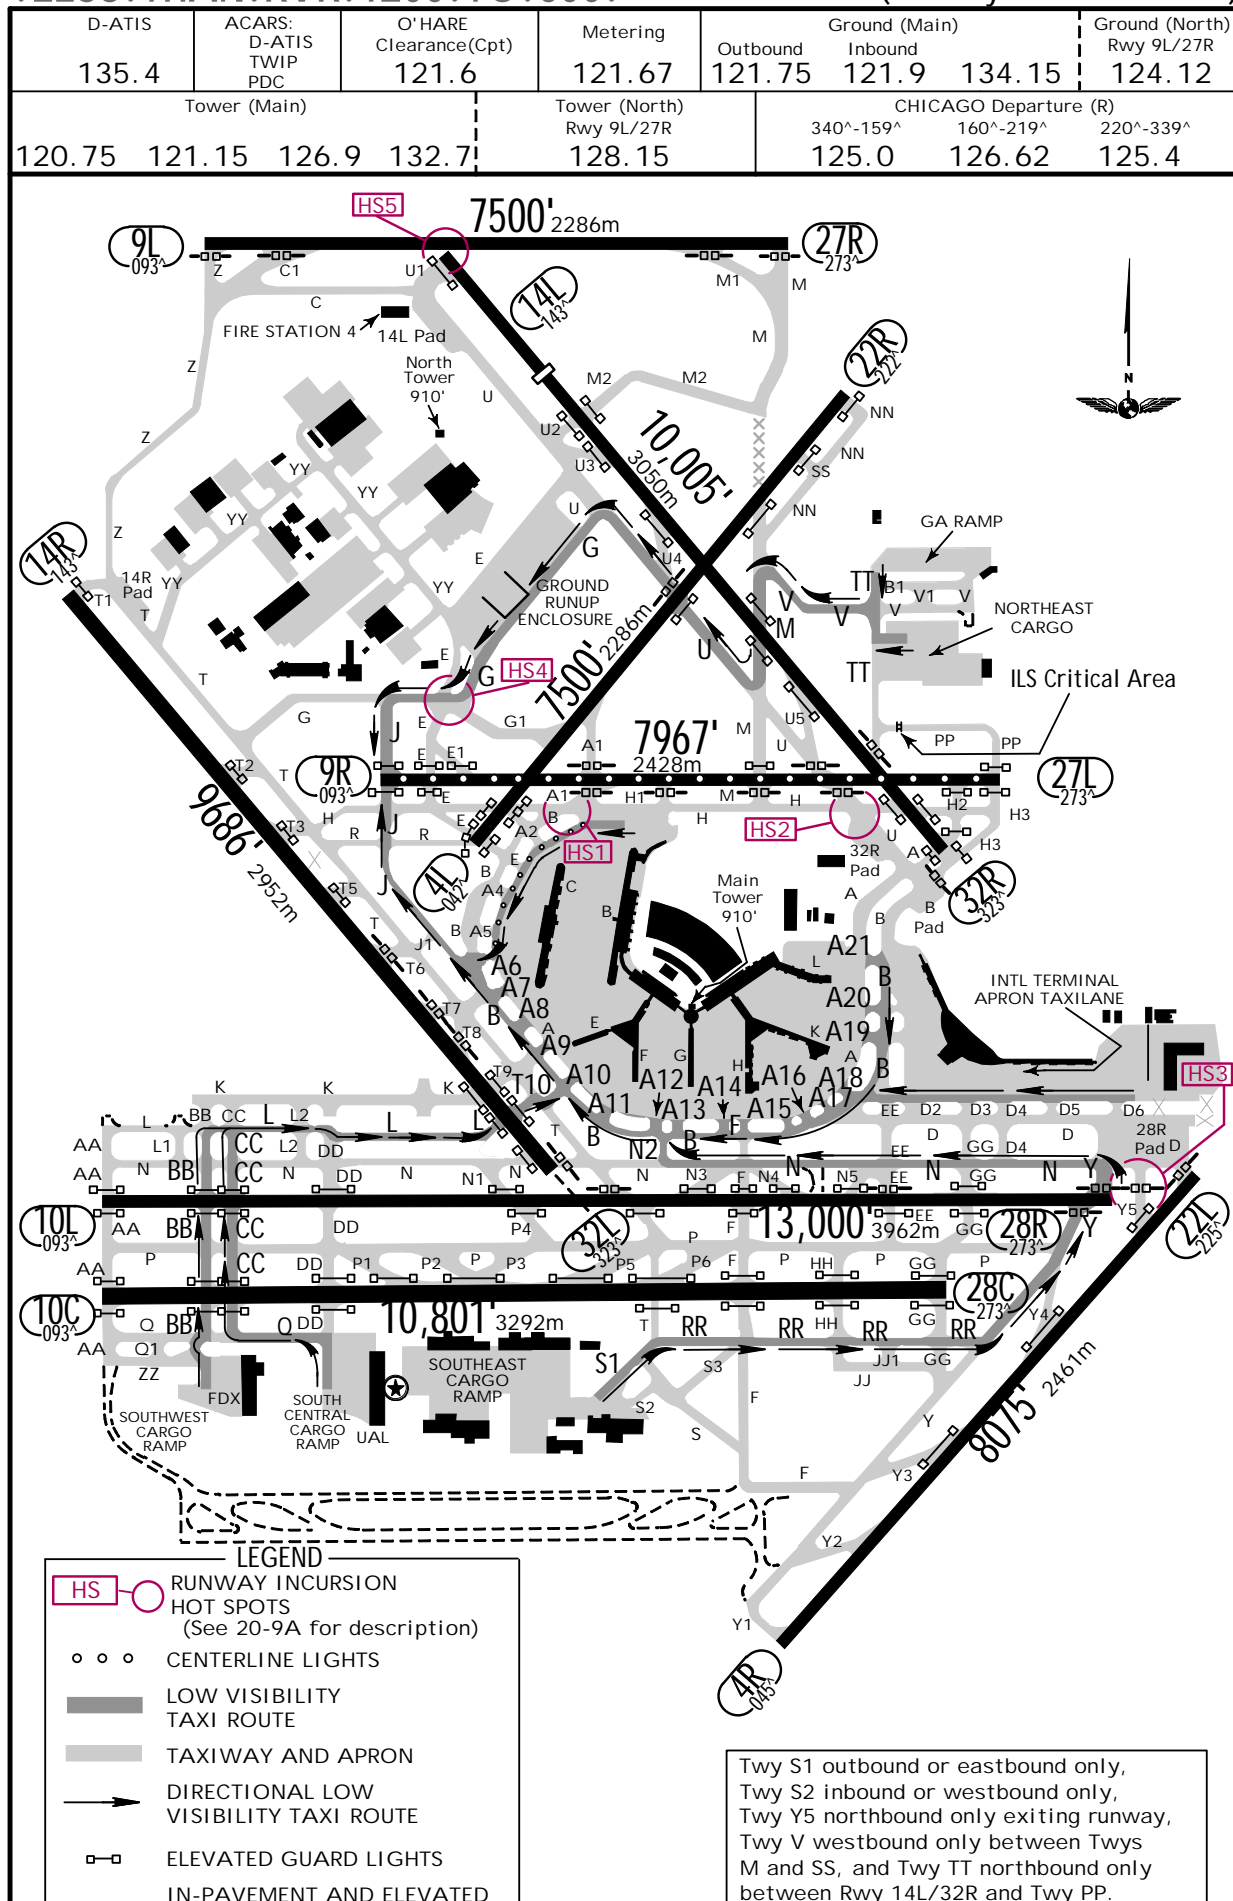 D-ATIS
135.4
ACARS:
D-ATIS
TWIP
PDC
O'HARE
Clearance(Cpt)
121.6
Metering
121.67
Ground (Main)
Outbound Inbound
121.75 121.9 134.15
Ground (North)
Rwy 9L/27R
124.12
Tower (Main)
120.75 121.15 126.9 132.7
Tower (North)
Rwy 9L/27R
128.15
CHICAGO Departure (R)
340^-159^ 160^-219^ 220^-339^
125.0 126.62 125.4
HS5
7500' 2286m
9L
093^
27R
273^
Z
C1
U1
M1
M
C
14L
143^
FIRE STATION 4
14L Pad
North
Tower
910'
M
22R
222^
N
Z
U
M2
M2
NN
U2
U3
10,005'
3050m
NN
SS
Z
YY
YY
YY
NN
U
G
U4
GA RAMP
14R
143^
Z
14R
Pad
YY
T1
T
E
YY
GROUND
RUNUP
ENCLOSURE
TT
B1
V1
V
V
V
V
M
J
NORTHEAST
CARGO
7500' 2286m
E
HS4
G
U
TT
ILS Critical Area
T
G
E
G1
J
U5
M
U
PP
PP
T2
T
9R
093^
E
E1
A1
7967'
2428m
27L
273^
9686'
2952m
T3
H
R
J
R
E
A1
H1
M
H
H2
H3
E
B
A2
HS1
H
HS2
U
H3
4L
042^
E
32R
Pad
A
32R
323^
T5
J
B
A4
C
B
Main
Tower
910'
A
B
B
Pad
T
J1
B
A5
A6
A21
T6
A7
L
B
INTL TERMINAL
APRON TAXILANE
T7
B
A8
A20
T8
A
A9
E
K
A19
A
F
G
H
T9
T10
A10
A12
A14
A16
A18
B
HS3
K
K
K
A11
A13
A15
A17
L
BB
CC
L2
L
L
L
EE
D2
D3
D4
D5
D6
AA
L1
CC
L2
DD
T
B
N2
B
F
D
GG
D4
D
28R
Pad
D
AA
N
BB
CC
N
DD
N
N1
N
N
N3
F
N4
N
N5
EE
N
EE
GG
N
Y
10L
093^
AA
BB
CC
DD
P4
32L
323^
F
13,000' 3962m
EE
GG
28R
273^
Y
Y5
22L
225^
P
P
AA
CC
DD
P1
P2
P
P3
P5
P6
F
P
HH
P
GG
P
10C
093^
10,801' 3292m
28C
273^
Q
BB
Q
DD
T
RR
RR
HH
RR
GG
RR
Y4
AA
Q1
ZZ
SOUTHEAST
CARGO
RAMP
S1
S3
JJ1
GG
JJ
8075'
2461m
FDX
SOUTHWEST
CARGO
RAMP
SOUTH
CENTRAL
CARGO
RAMP
UAL
S2
F
S
Y
F
Y3
Y2
Y1
4R
045^
LEGEND
HS
RUNWAY INCURSION
HOT SPOTS
(See 20-9A for description)
CENTERLINE LIGHTS
LOW VISIBILITY
TAXI ROUTE
TAXIWAY AND APRON
DIRECTIONAL LOW
VISIBILITY TAXI ROUTE
ELEVATED GUARD LIGHTS
IN-PAVEMENT AND ELEVATED
Twy S1 outbound or eastbound only,
Twy S2 inbound or westbound only,
Twy Y5 northbound only exiting runway,
Twy V westbound only between Twys
M and SS, and Twy TT northbound only
between Rwy 14L/32R and Twy PP.